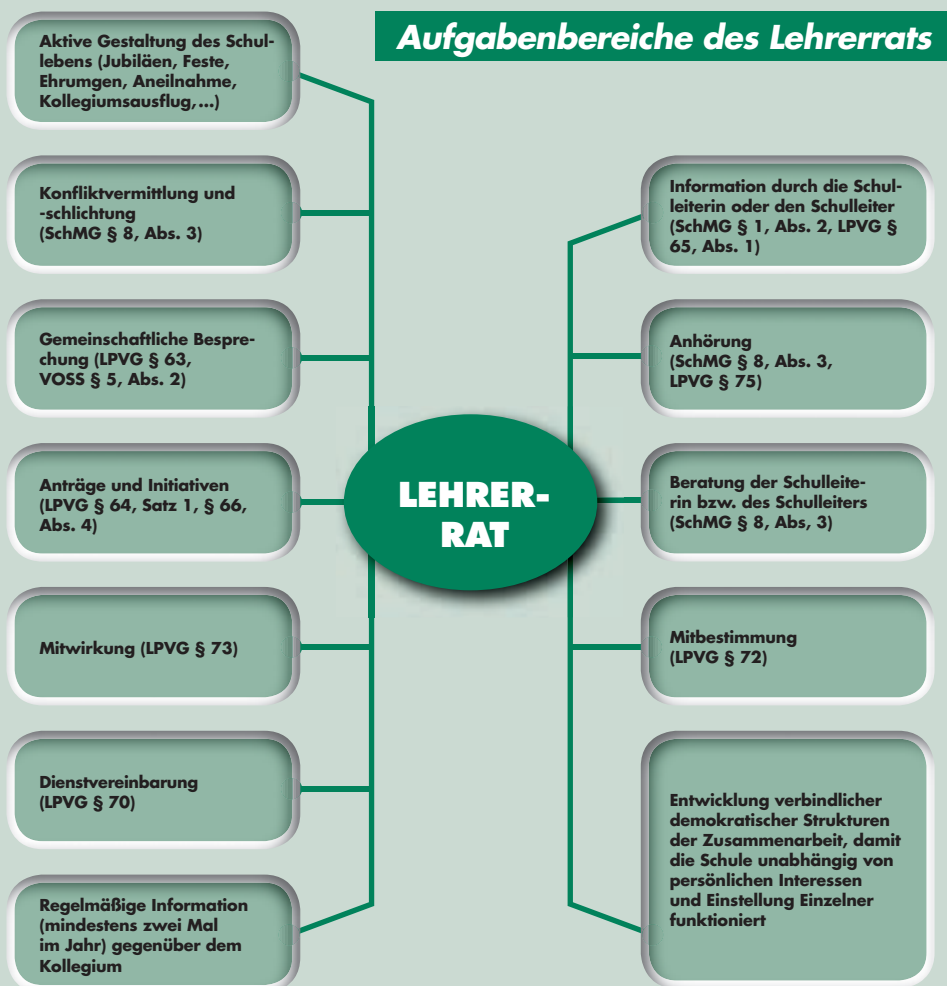 Aufgabenbereiche des Lehrerrats
Aktive Gestaltung des Schul-
lebens (Jubiläen, Feste,
Ehrumgen, Aneilnahme,
Kollegiumsausflug,...)
Konfliktvermittlung und
-schlichtung
(SchMG § 8, Abs. 3)
Gemeinschaftliche Bespre-
chung (LPVG § 63,
VOSS § 5, Abs. 2)
Anträge und Initiativen
(LPVG § 64, Satz 1, § 66,
Abs. 4)
Mitwirkung (LPVG § 73)
Dienstvereinbarung
(LPVG § 70)
Regelmäßige Information
(mindestens zwei Mal
im Jahr) gegenüber dem
Kollegium
LEHRER-
RAT
Information durch die Schul-
leiterin oder den Schulleiter
(SchMG § 1, Abs. 2, LPVG §
65, Abs. 1)
Anhörung
(SchMG § 8, Abs. 3,
LPVG § 75)
Beratung der Schulleite-
rin bzw. des Schulleiters
(SchMG § 8, Abs, 3)
Mitbestimmung
(LPVG § 72)
Entwicklung verbindlicher
demokratischer Strukturen
der Zusammenarbeit, damit
die Schule unabhängig von
persönlichen Interessen
und Einstellung Einzelner
funktioniert